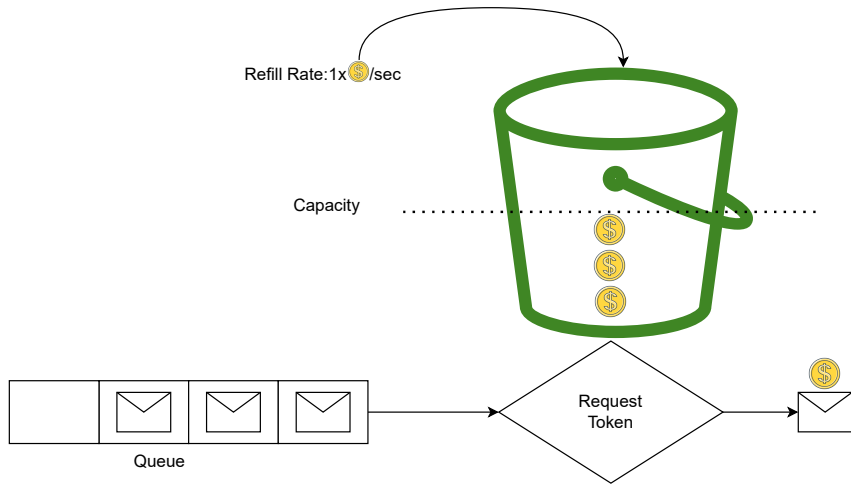 Refill Rate:1x $/sec
Capacity
$
$
$
$
Request
Token
Queue